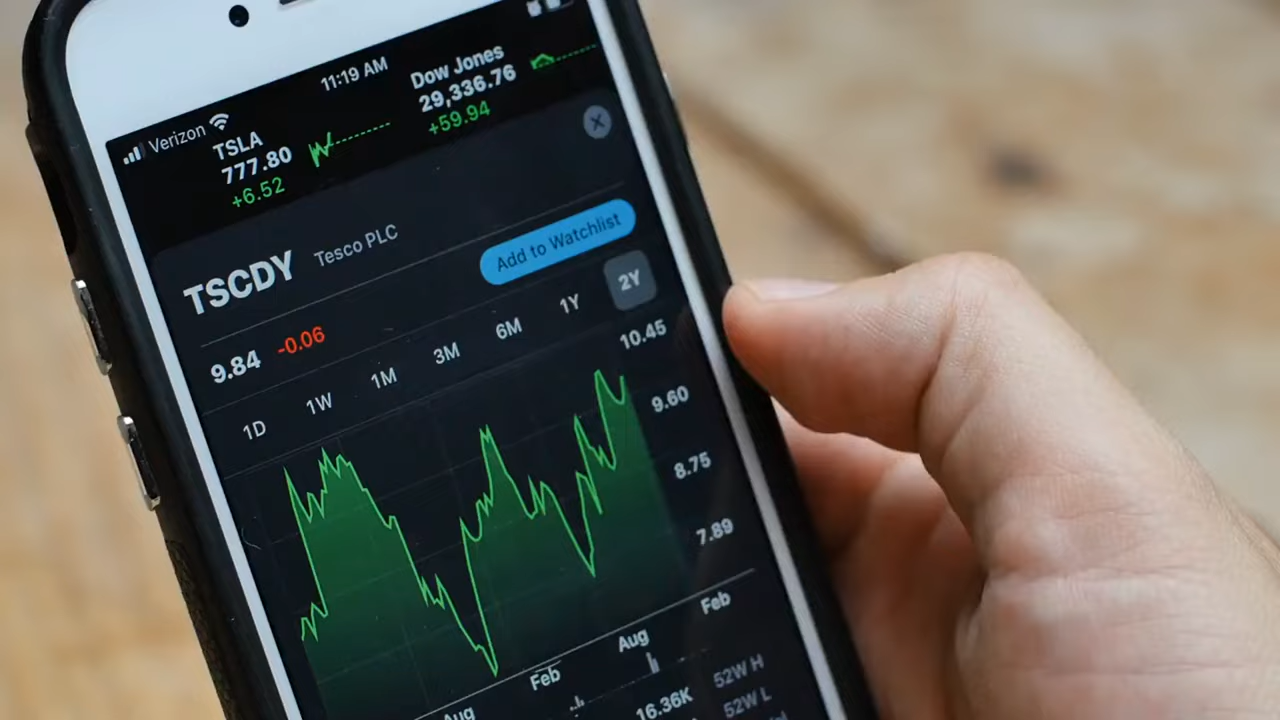 Verizon
11:19 AM
TSLA
777.80
+6.52
Dow Jones
29,336.76
+59.94
TSCDY Tesco PLC
Add to Watchlist
9.84 -0.06
1D 1W 1M 3M 6M 1Y 2Y
10.45
9.60
8.75
7.89
Aug Feb Aug Feb
16.36K
52W H
52W L